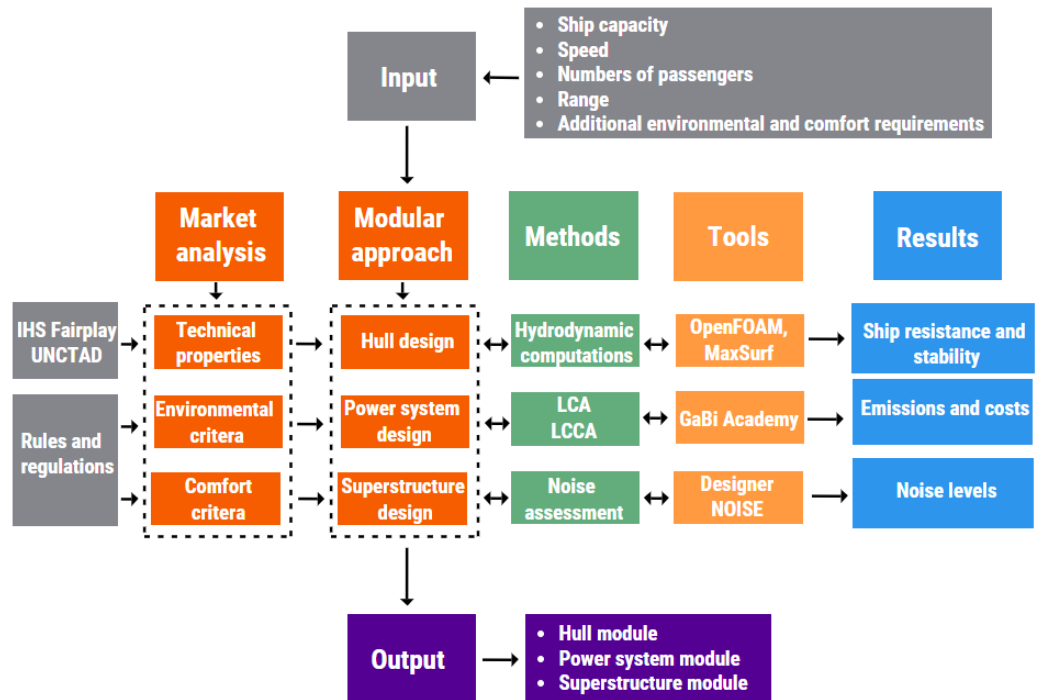 Input
• Ship capacity
• Speed
• Numbers of passengers
• Range
• Additional environmental and comfort requirements
Market
analysis
Modular
approach
Methods
Tools
Results
IHS Fairplay
UNCTAD
Technical
properties
Hull design
Hydrodynamic
computations
OpenFOAM,
MaxSurf
Ship resistance and
stability
Rules and
regulations
Environmental
critera
Power system
design
LCA
LCCA
GaBi Academy
Emissions and costs
Comfort
critera
Superstructure
design
Noise
assessment
Designer
NOISE
Noise levels
Output
• Hull module
• Power system module
• Superstructure module